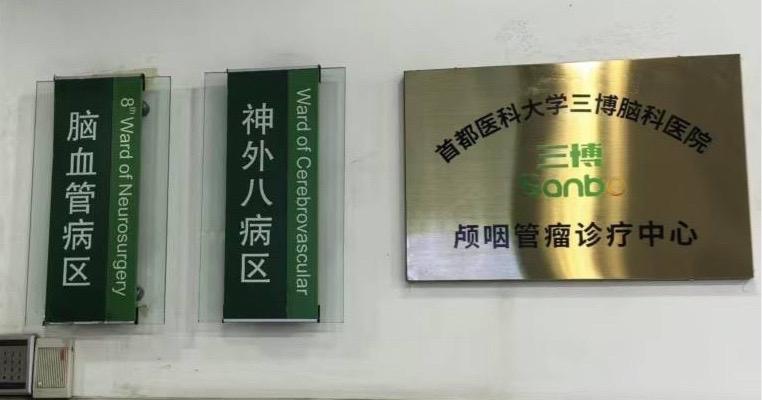 脑血管病区
8th Ward of Neurosurgery
神外八病区
Ward of Cerebrovascular
首都医科大学三博脑科医院
三博
Sanbo
颅咽管瘤诊疗中心